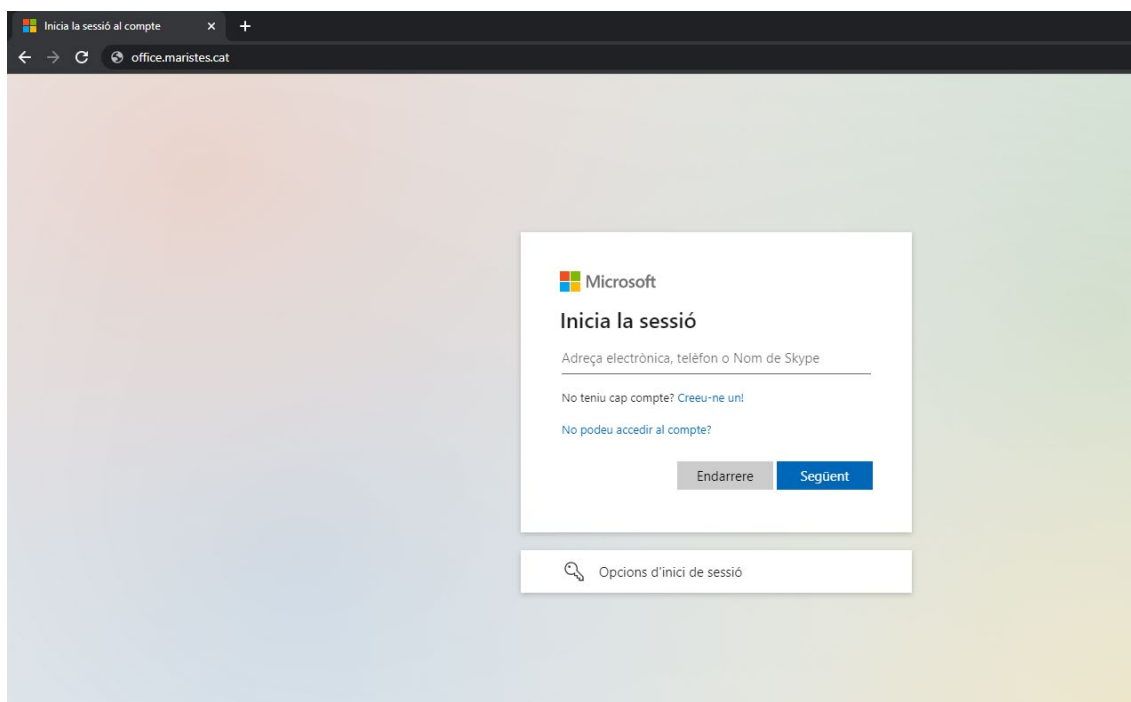 Inicia la sessió al compte
office.maristes.cat
Microsoft
Inicia la sessió
Adreça electrònica, telèfon o Nom de Skype
No teniu cap compte? Creeu-ne un!
No podeu accedir al compte?
Endarrere Següent
Opcions d'inici de sessió